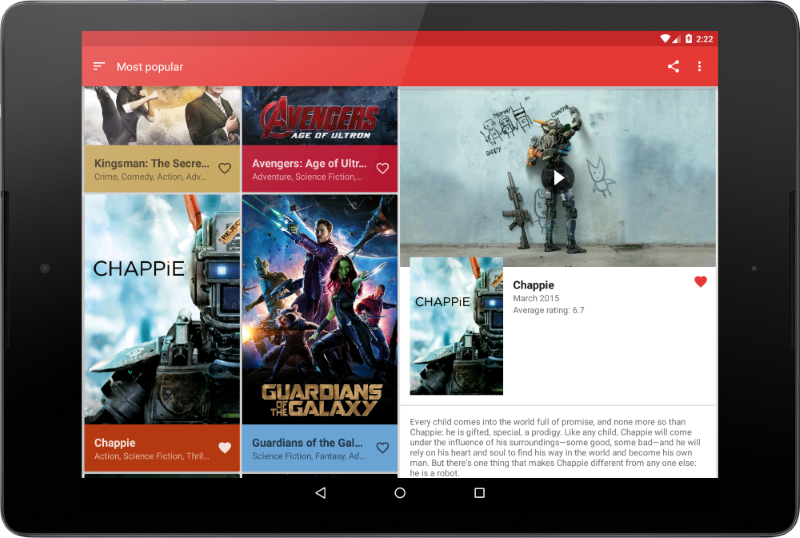 2:22
Most popular
Kingsman: The Secre...
Crime, Comedy, Action, Adv...
AVENGERS
AGE OF ULTRON
Avengers: Age of Ultr...
Adventure, Science Fiction,...
REJEC
CHAPPiE
Chappie
Action, Science Fiction, Thril...
GUARDIANS
OF THE
GALAXY
Guardians of the Gal...
Science Fiction, Fantasy, Ad...
CHAPPiE
CHAPPiE
Chappie
March 2015
Average rating: 6.7
Every child comes into the world full of promise, and none more so than
Chappie: he is gifted, special, a prodigy. Like any child, Chappie will come
under the influence of his surroundings—some good, some bad—and he will
rely on his heart and soul to find his way in the world and become his own
man. But there's one thing that makes Chappie different from any one else:
he is a robot.